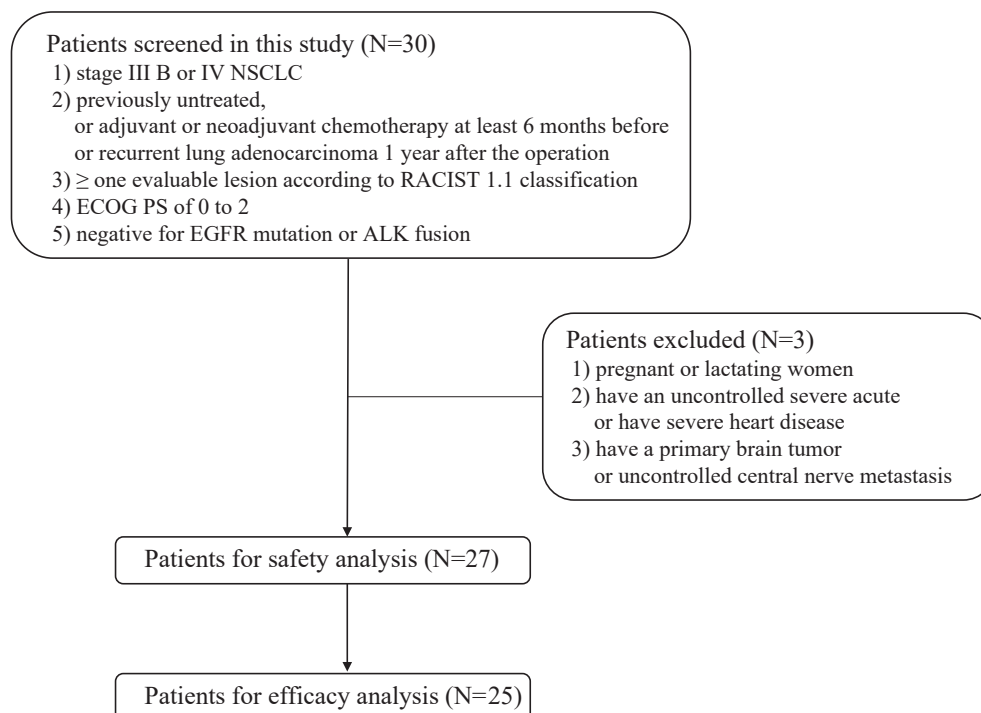 Patients screened in this study (N=30)
1) stage III B or IV NSCLC
2) previously untreated,
or adjuvant or neoadjuvant chemotherapy at least 6 months before
or recurrent lung adenocarcinoma 1 year after the operation
3) ≥ one evaluable lesion according to RACIST 1.1 classification
4) ECOG PS of 0 to 2
5) negative for EGFR mutation or ALK fusion
Patients excluded (N=3)
1) pregnant or lactating women
2) have an uncontrolled severe acute
or have severe heart disease
3) have a primary brain tumor
or uncontrolled central nerve metastasis
Patients for safety analysis (N=27)
Patients for efficacy analysis (N=25)